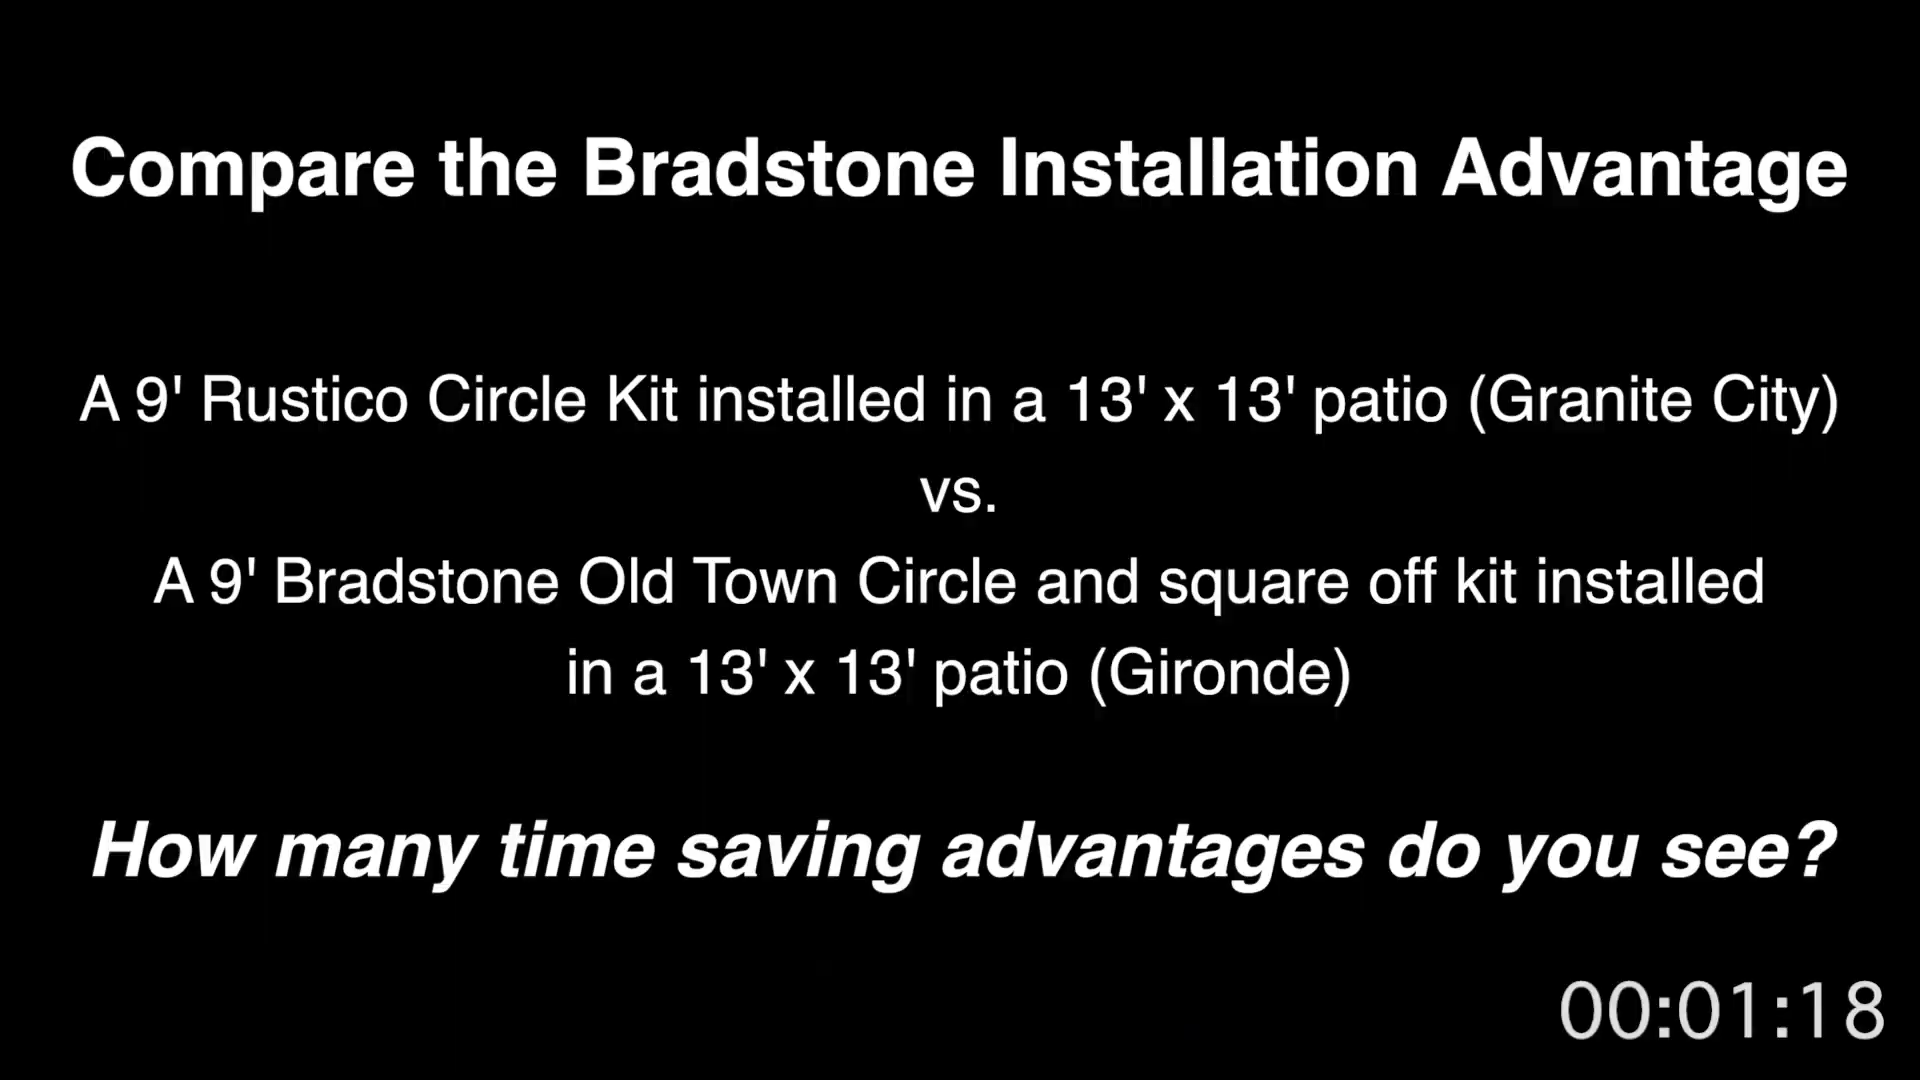 Compare the Bradstone Installation Advantage
A 9' Rustico Circle Kit installed in a 13' x 13' patio (Granite City)
vs.
A 9' Bradstone Old Town Circle and square off kit installed
in a 13' x 13' patio (Gironde)
How many time saving advantages do you see?
00:01:18